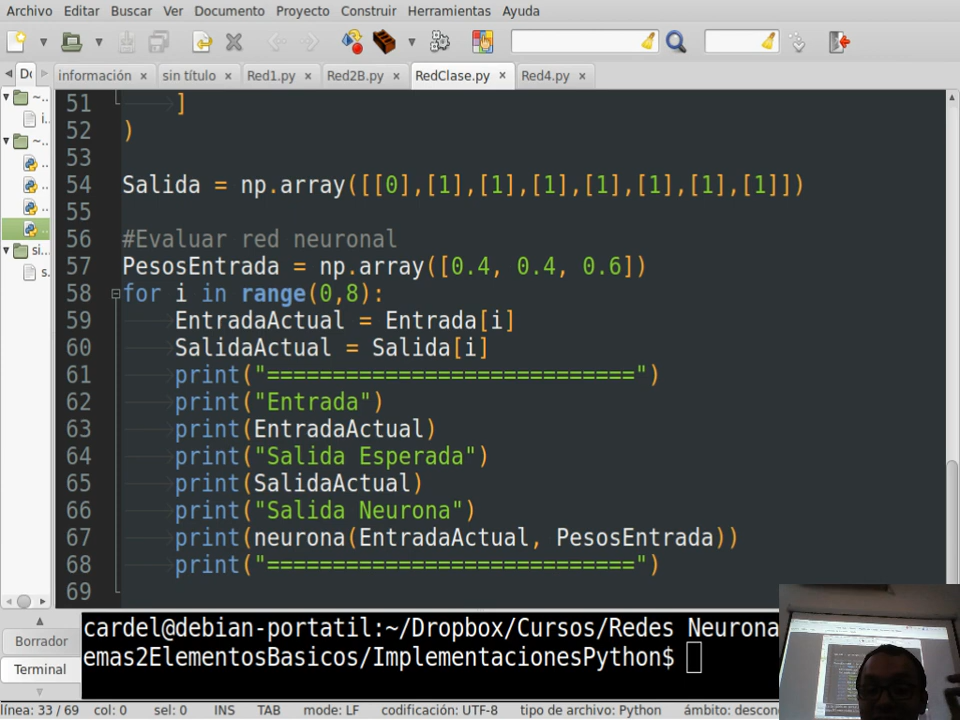 Archivo Editar Buscar Ver Documento Proyecto Construir Herramientas Ayuda
información sin título Red1.py Red2B.py RedClase.py Red4.py
51 ]
52 )
53
54 Salida = np.array([[0],[1],[1],[1],[1],[1],[1],[1]])
55
56 #Evaluar red neuronal
57 PesosEntrada = np.array([0.4, 0.4, 0.6])
58 for i in range(0,8):
59 EntradaActual = Entrada[i]
60 SalidaActual = Salida[i]
61 print("============================")
62 print("Entrada")
63 print(EntradaActual)
64 print("Salida Esperada")
65 print(SalidaActual)
66 print("Salida Neurona")
67 print(neurona(EntradaActual, PesosEntrada))
68 print("============================")
69
Borrador
Terminal
cardel@debian-portatil:~/Dropbox/Cursos/Redes Neurona
emas2ElementosBasicos/ImplementacionesPython$
línea: 33 / 69 col: 0 sel: 0 INS TAB mode: LF codificación: UTF-8 tipo de archivo: Python ámbito: descon